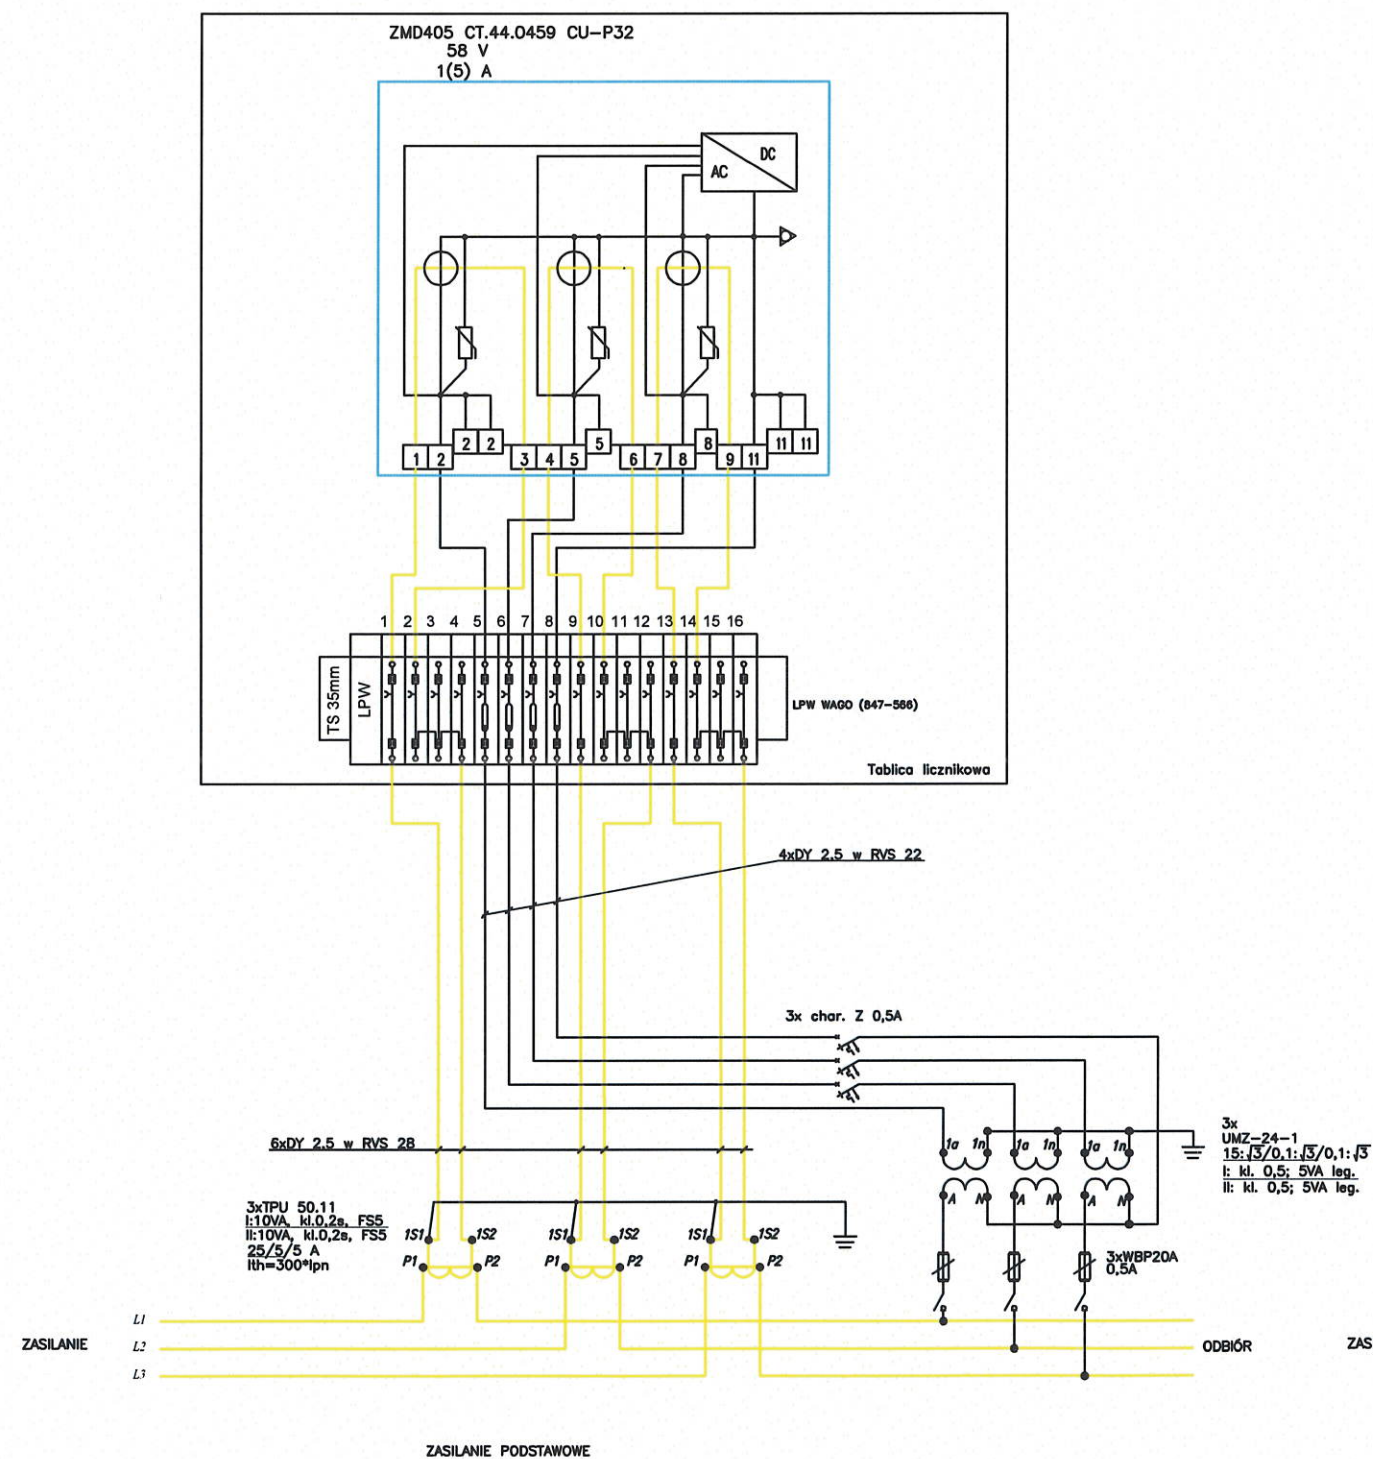 ZMD405 CT.44.0459 CU-P32
58 V
1(5) A
DC
AC
2 2 5 8 11 11
1 2 3 4 5 6 7 8 9 11
1 2 3 4 5 6 7 8 9 10 11 12 13 14 15 16
TS 35mm
LPW
LPW WAGO (847-566)
Tablica licznikowa
4xDY 2.5 w RVS 22
3x char. Z 0,5A
6xDY 2.5 w RVS 28
1a 1n 1a 1n 1a 1n
A N A N A N
3x
UMZ-24-1
15:√3/0,1:√3/0,1:√3
I: kl. 0,5; 5VA leg.
II: kl. 0,5; 5VA leg.
3xTPU 50.11
I:10VA, kl.0,2s, FS5
II:10VA, kl.0,2s, FS5
25/5/5 A
Ith=300*Ipn
1S1 1S2 1S1 1S2 1S1 1S2
P1 P2 P1 P2 P1 P2
3xWBP20A
0,5A
L1
ZASILANIE L2 ODBIÓR ZAS
L3
ZASILANIE PODSTAWOWE